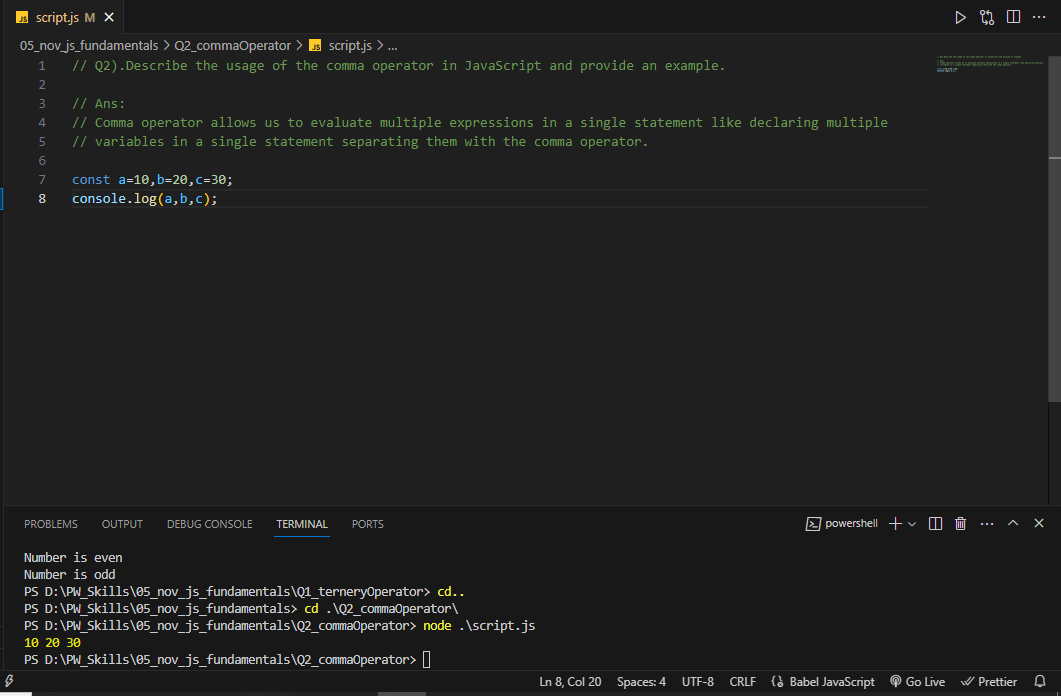 JS script.js M
05_nov_js_fundamentals > Q2_commaOperator > JS script.js > ...
1 // Q2).Describe the usage of the comma operator in JavaScript and provide an example.
2
3 // Ans:
4 // Comma operator allows us to evaluate multiple expressions in a single statement like declaring multiple
5 // variables in a single statement separating them with the comma operator.
6
7 const a=10,b=20,c=30;
8 console.log(a,b,c);
PROBLEMS OUTPUT DEBUG CONSOLE TERMINAL PORTS powershell
Number is even
Number is odd
PS D:\PW_Skills\05_nov_js_fundamentals\Q1_terneryOperator> cd..
PS D:\PW_Skills\05_nov_js_fundamentals> cd .\Q2_commaOperator\
PS D:\PW_Skills\05_nov_js_fundamentals\Q2_commaOperator> node .\script.js
10 20 30
PS D:\PW_Skills\05_nov_js_fundamentals\Q2_commaOperator>
Ln 8, Col 20 Spaces: 4 UTF-8 CRLF Babel JavaScript Go Live Prettier